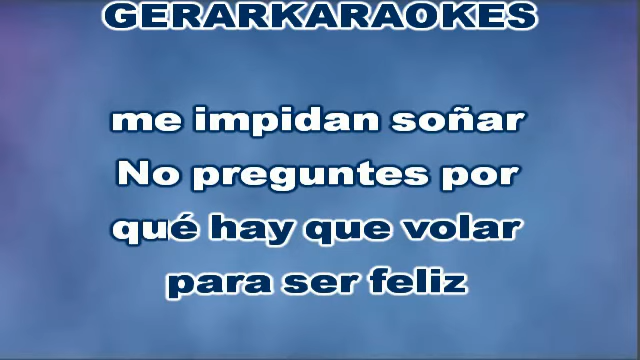 GERARKARAOKES
me impidan soñar
No preguntes por
qué hay que volar
para ser feliz